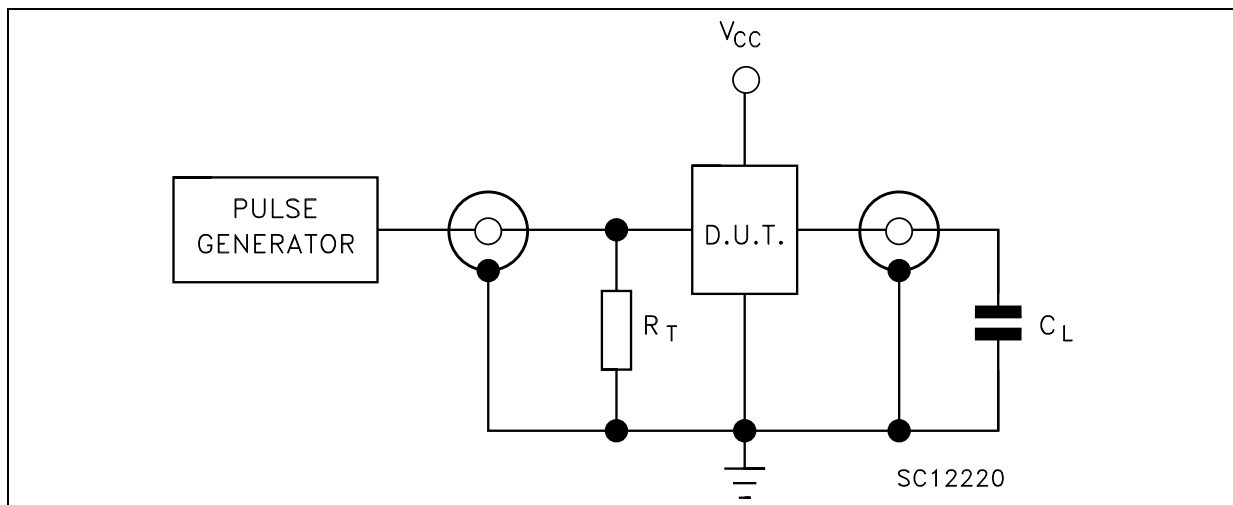 VCC
PULSE
GENERATOR
D.U.T.
RT
CL
SC12220